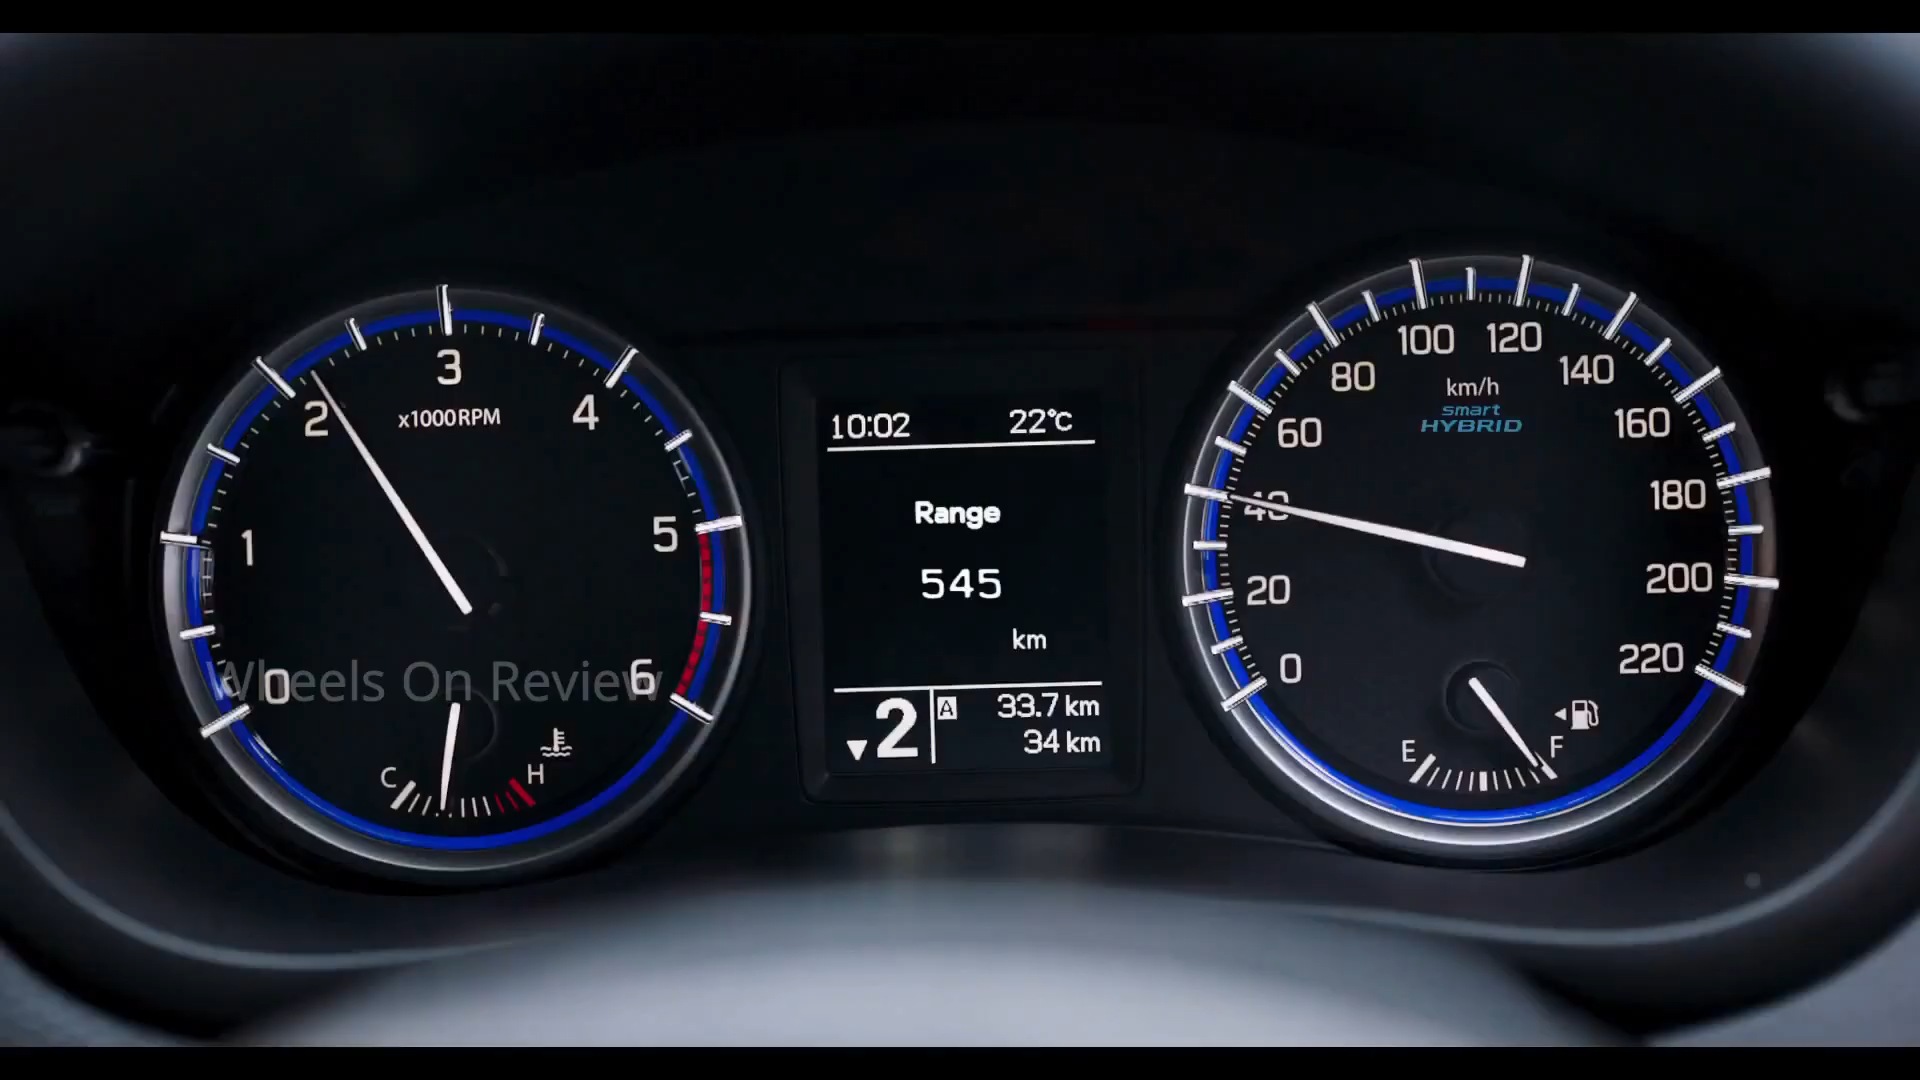 0
1
2
3
4
5
6
x1000RPM
C
H
Wheels On Review
10:02 22°c
Range
545
km
▼2 A 33.7 km
34 km
0
20
40
60
80
100
120
140
160
180
200
220
km/h
smart
HYBRID
E
F